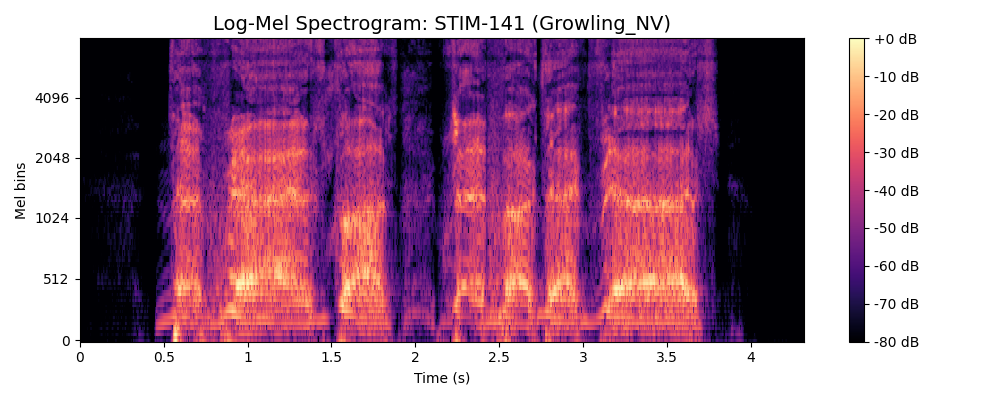 Log-Mel Spectrogram: STIM-141 (Growling_NV)
Mel bins
4096
2048
1024
512
0
0 0.5 1 1.5 2 2.5 3 3.5 4
Time (s)
+0 dB
-10 dB
-20 dB
-30 dB
-40 dB
-50 dB
-60 dB
-70 dB
-80 dB